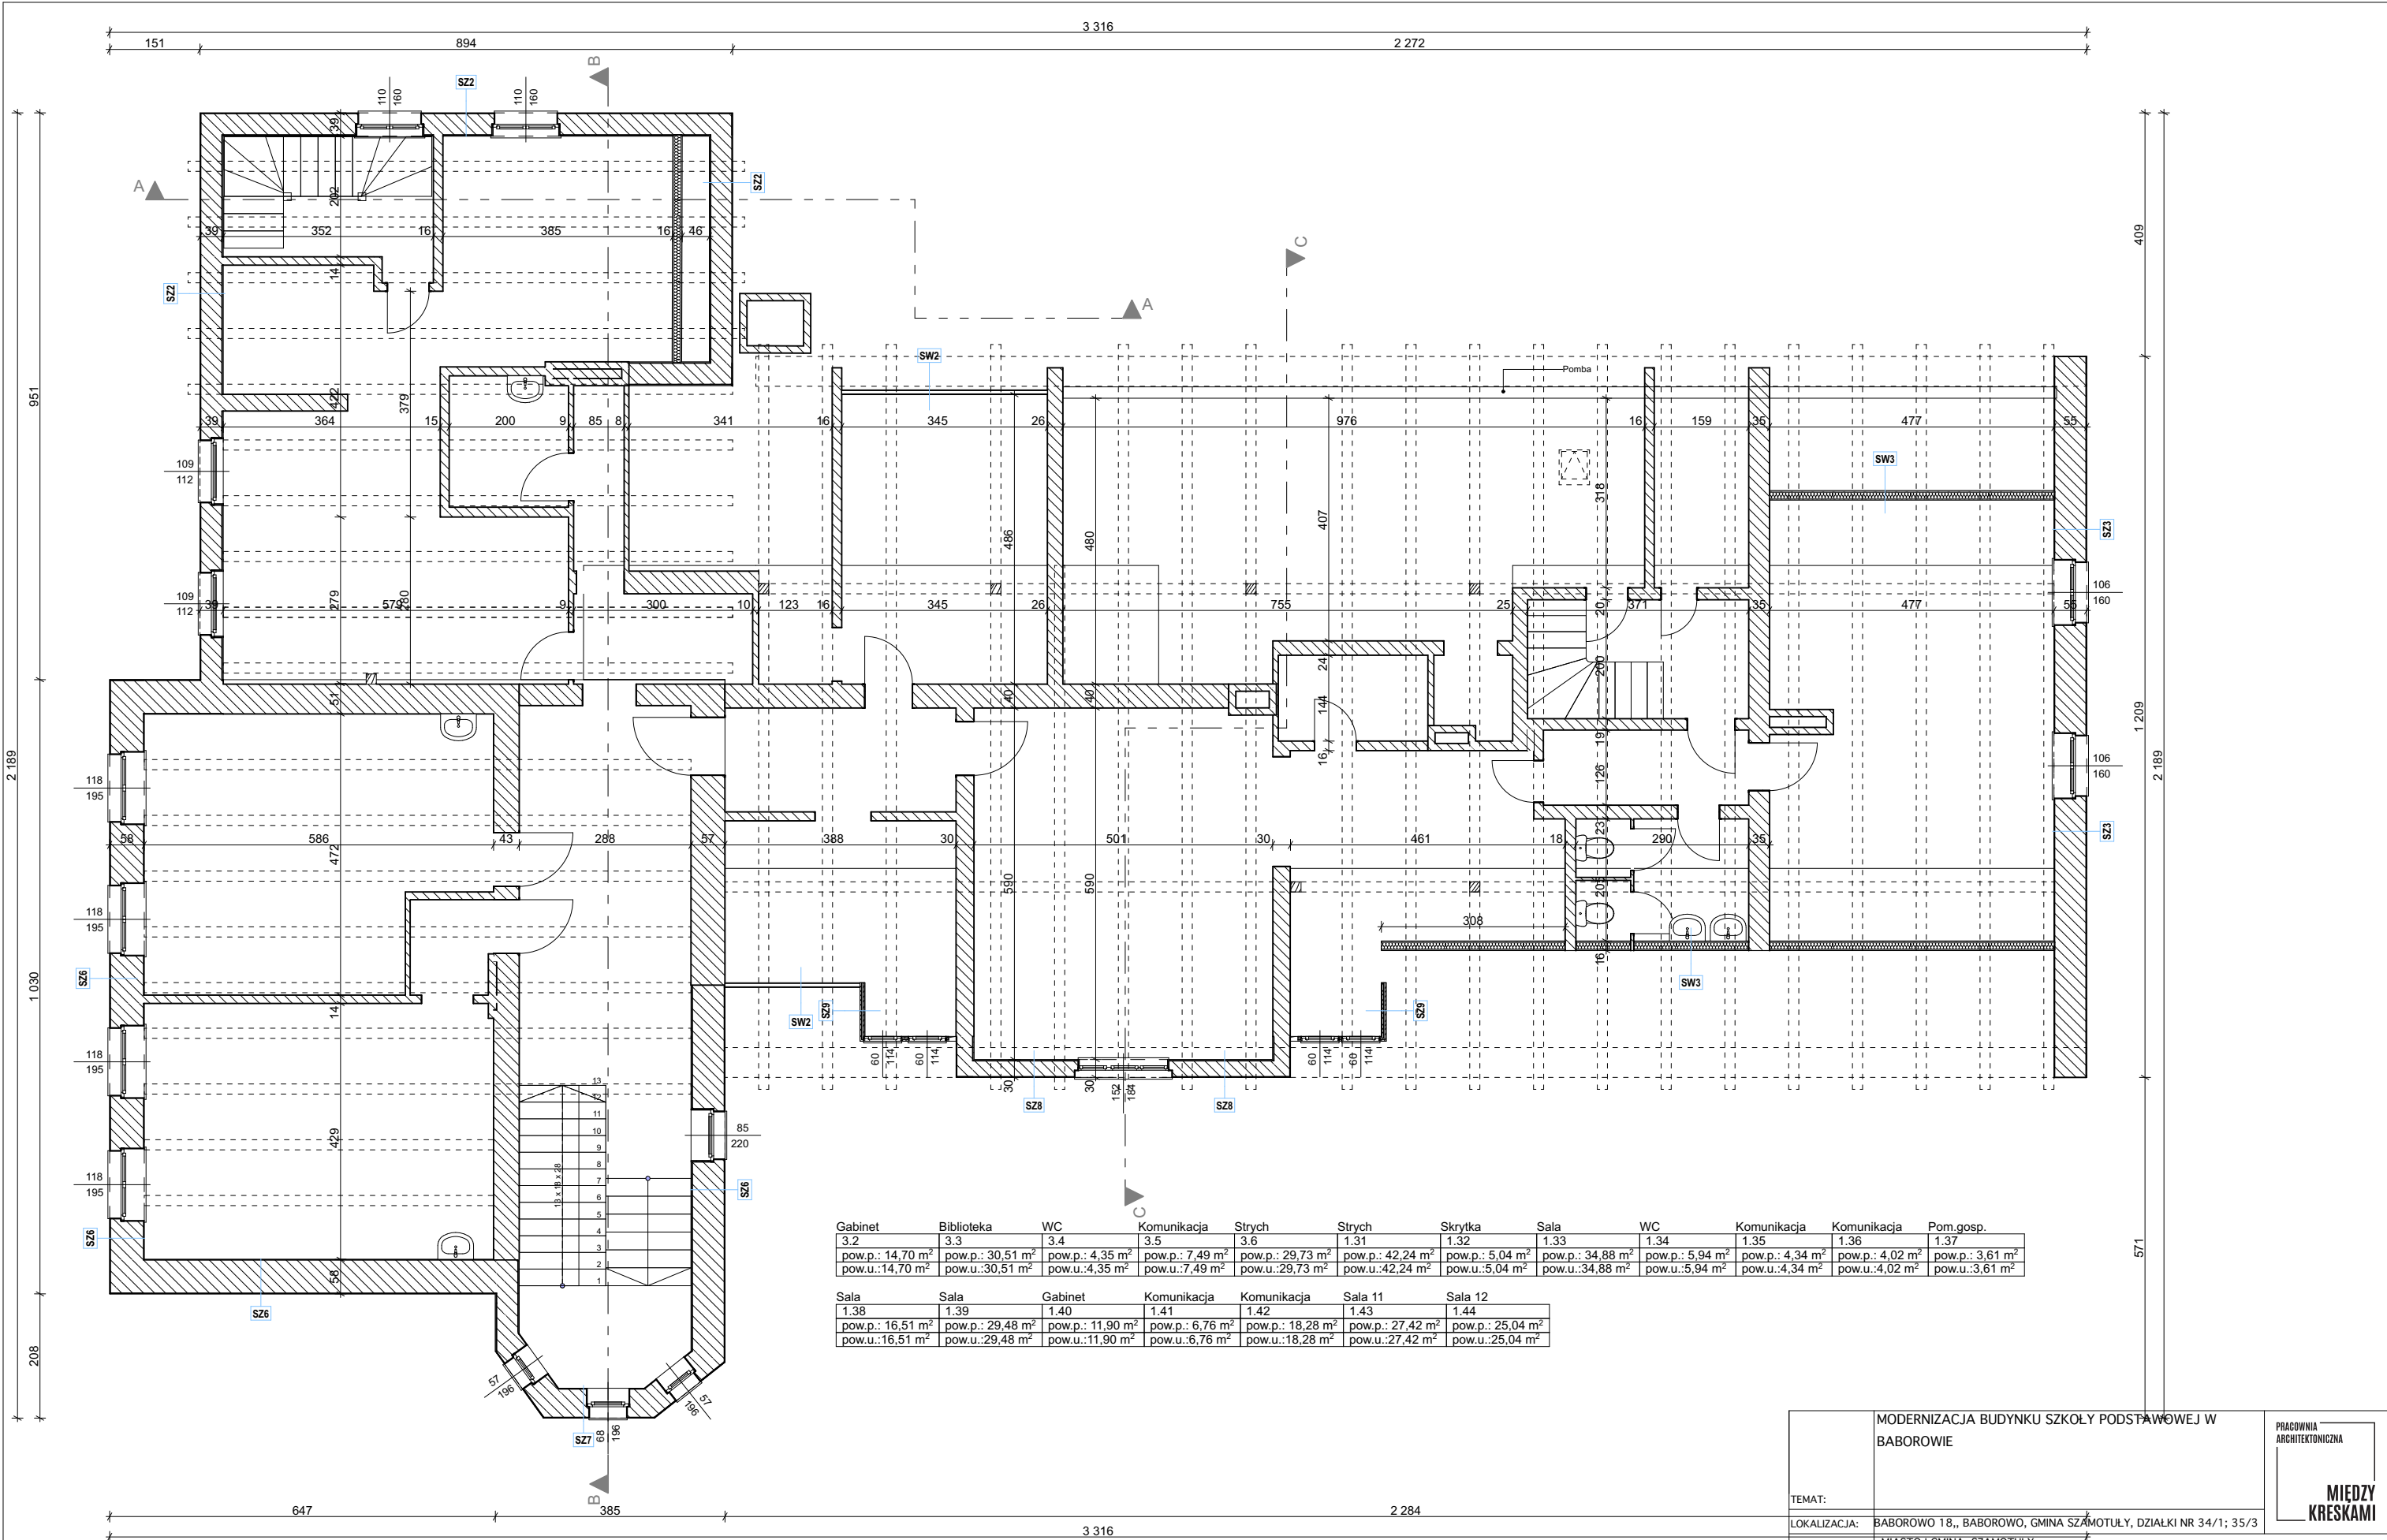 3 316
151 894 2 272
B
110 160 110 160
SZ2
A
SZ2
39 202 14
39 352 16 385 16 46
SZ2
C
A
SW2
Pomba
409
951
422 379
39 364 15 200 9 85 8 341 16 345 26 976 16 159 35 477 55
109
112
SW3
318
486 480 407
SZ3
109
112
279 280
39 579 9 300 10 123 16 345 26 755 25 371 35 477 55
20
106
160
51
40 40
24
144
16
200
19
126
1 209
2 189
2 189
106
160
118
195
58 586 43 288 57 388 30 501 30 461 18 290 35
23
SZ3
472
590 590
205
118
195
308
16
SZ6
1 030
14
SW2
SZ9
SZ9
SW3
118
195
60 114 60 114
60 114 60 114
30 30
152 184
SZ8
SZ8
429
13
12
11
10
9
8
7
6
5
4
3
2
1
13 x 18 x 28
85
220
118
195
SZ6
SZ6
C
58
SZ6
571
Gabinet Biblioteka WC Komunikacja Strych Strych Skrytka Sala WC Komunikacja Komunikacja Pom.gosp.
3.2 3.3 3.4 3.5 3.6 1.31 1.32 1.33 1.34 1.35 1.36 1.37
pow.p.: 14,70 m² pow.p.: 30,51 m² pow.p.: 4,35 m² pow.p.: 7,49 m² pow.p.: 29,73 m² pow.p.: 42,24 m² pow.p.: 5,04 m² pow.p.: 34,88 m² pow.p.: 5,94 m² pow.p.: 4,34 m² pow.p.: 4,02 m² pow.p.: 3,61 m²
pow.u.:14,70 m² pow.u.:30,51 m² pow.u.:4,35 m² pow.u.:7,49 m² pow.u.:29,73 m² pow.u.:42,24 m² pow.u.:5,04 m² pow.u.:34,88 m² pow.u.:5,94 m² pow.u.:4,34 m² pow.u.:4,02 m² pow.u.:3,61 m²
Sala Sala Gabinet Komunikacja Komunikacja Sala 11 Sala 12
1.38 1.39 1.40 1.41 1.42 1.43 1.44
pow.p.: 16,51 m² pow.p.: 29,48 m² pow.p.: 11,90 m² pow.p.: 6,76 m² pow.p.: 18,28 m² pow.p.: 27,42 m² pow.p.: 25,04 m²
pow.u.:16,51 m² pow.u.:29,48 m² pow.u.:11,90 m² pow.u.:6,76 m² pow.u.:18,28 m² pow.u.:27,42 m² pow.u.:25,04 m²
208
57 196
57 196
68 196
SZ7
B
647 385 2 284
3 316
MODERNIZACJA BUDYNKU SZKOŁY PODSTAWOWEJ W
BABOROWIE
TEMAT:
LOKALIZACJA: BABOROWO 18,, BABOROWO, GMINA SZAMOTUŁY, DZIAŁKI NR 34/1; 35/3
PRACOWNIA
ARCHITEKTONICZNA
MIĘDZY
KRESKAMI